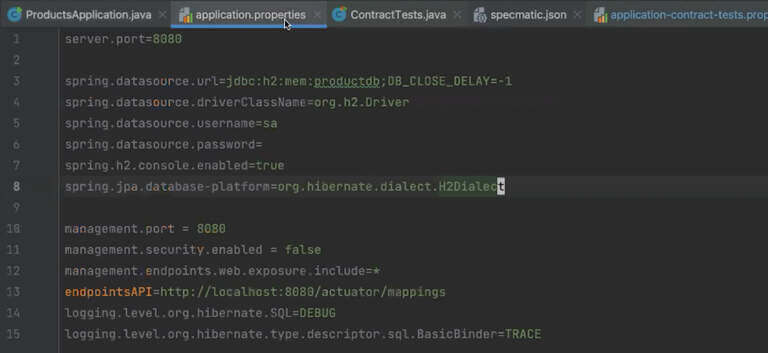 ProductsApplication.java application.properties ContractTests.java specmatic.json application-contract-tests.prop
1 server.port=8080
2
3 spring.datasource.url=jdbc:h2:mem:productdb;DB_CLOSE_DELAY=-1
4 spring.datasource.driverClassName=org.h2.Driver
5 spring.datasource.username=sa
6 spring.datasource.password=
7 spring.h2.console.enabled=true
8 spring.jpa.database-platform=org.hibernate.dialect.H2Dialect
9
10 management.port = 8080
11 management.security.enabled = false
12 management.endpoints.web.exposure.include=*
13 endpointsAPI=http://localhost:8080/actuator/mappings
14 logging.level.org.hibernate.SQL=DEBUG
15 logging.level.org.hibernate.type.descriptor.sql.BasicBinder=TRACE